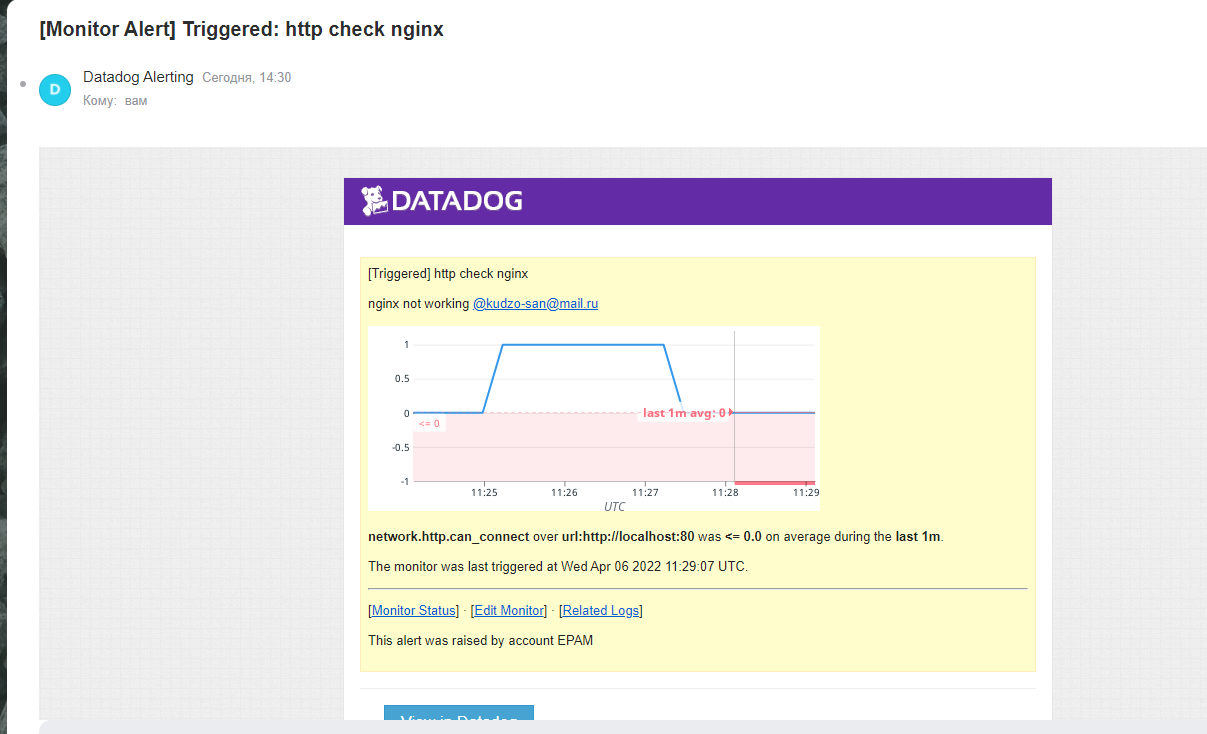 [Monitor Alert] Triggered: http check nginx
D
Datadog Alerting Сегодня, 14:30
Кому: вам
DATADOG
[Triggered] http check nginx
nginx not working @kudzo-san@mail.ru
1
0.5
0
last 1m avg: 0
<= 0
-0.5
-1
11:25 11:26 11:27 11:28 11:29
UTC
network.http.can_connect over url:http://localhost:80 was <= 0.0 on average during the last 1m.
The monitor was last triggered at Wed Apr 06 2022 11:29:07 UTC.
[Monitor Status] · [Edit Monitor] · [Related Logs]
This alert was raised by account EPAM
View in Datadog